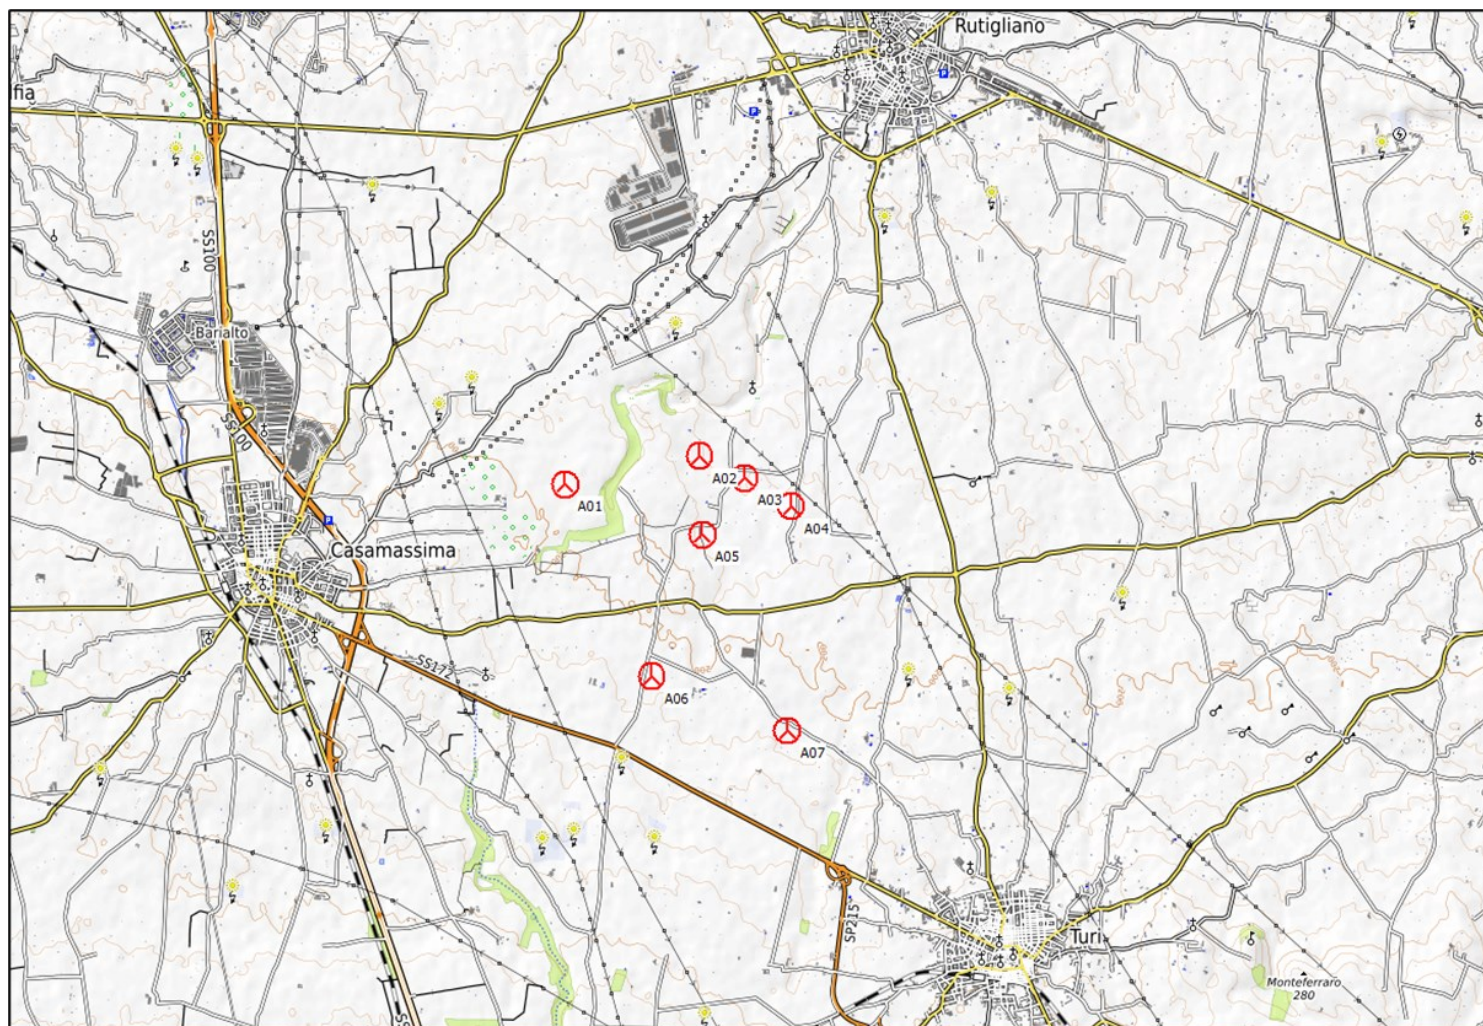 Rutigliano
fia
SS100
Barialto
SS100
A02
A01
A03
A04
Casamassima
A05
SS172
A06
A07
SP215
Turi
Monteferraro
280